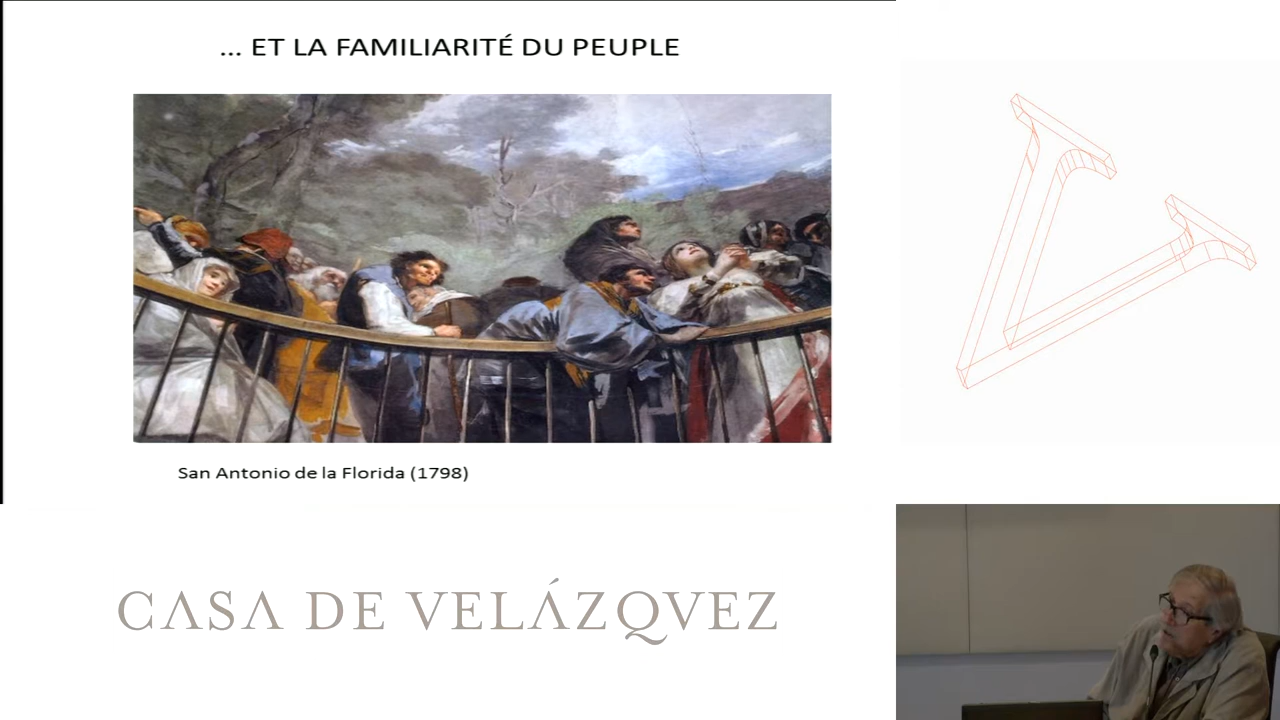 ... ET LA FAMILIARITÉ DU PEUPLE
San Antonio de la Florida (1798)
CASA DE VELÁZQVEZ